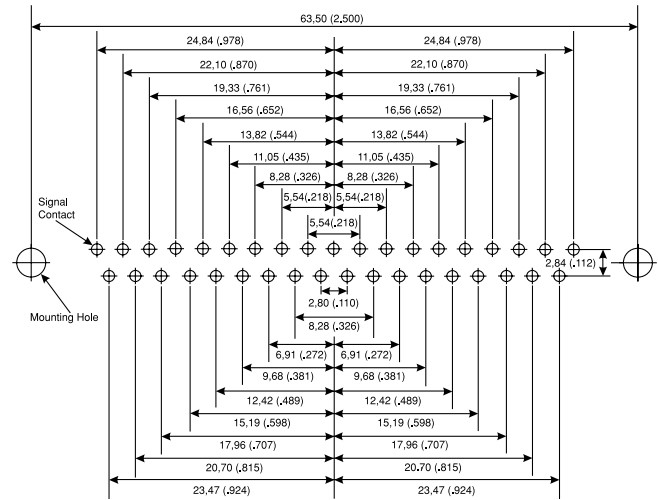 63,50 (2.500)
24,84 (.978) 24,84 (.978)
22,10 (.870) 22,10 (.870)
19,33 (.761) 19,33 (.761)
16,56 (.652) 16,56 (.652)
13,82 (.544) 13,82 (.544)
11,05 (.435) 11,05 (.435)
8,28 (.326) 8,28 (.326)
5,54(.218) 5,54(.218)
Signal
Contact
5,54(.218)
2,84 (.112)
2,80 (.110)
Mounting Hole
8,28 (.326)
6,91 (.272) 6,91 (.272)
9,68 (.381) 9,68 (.381)
12,42 (.489) 12,42 (.489)
15,19 (.598) 15,19 (.598)
17,96 (.707) 17,96 (.707)
20,70 (.815) 20.70 (.815)
23,47 (.924) 23,47 (.924)